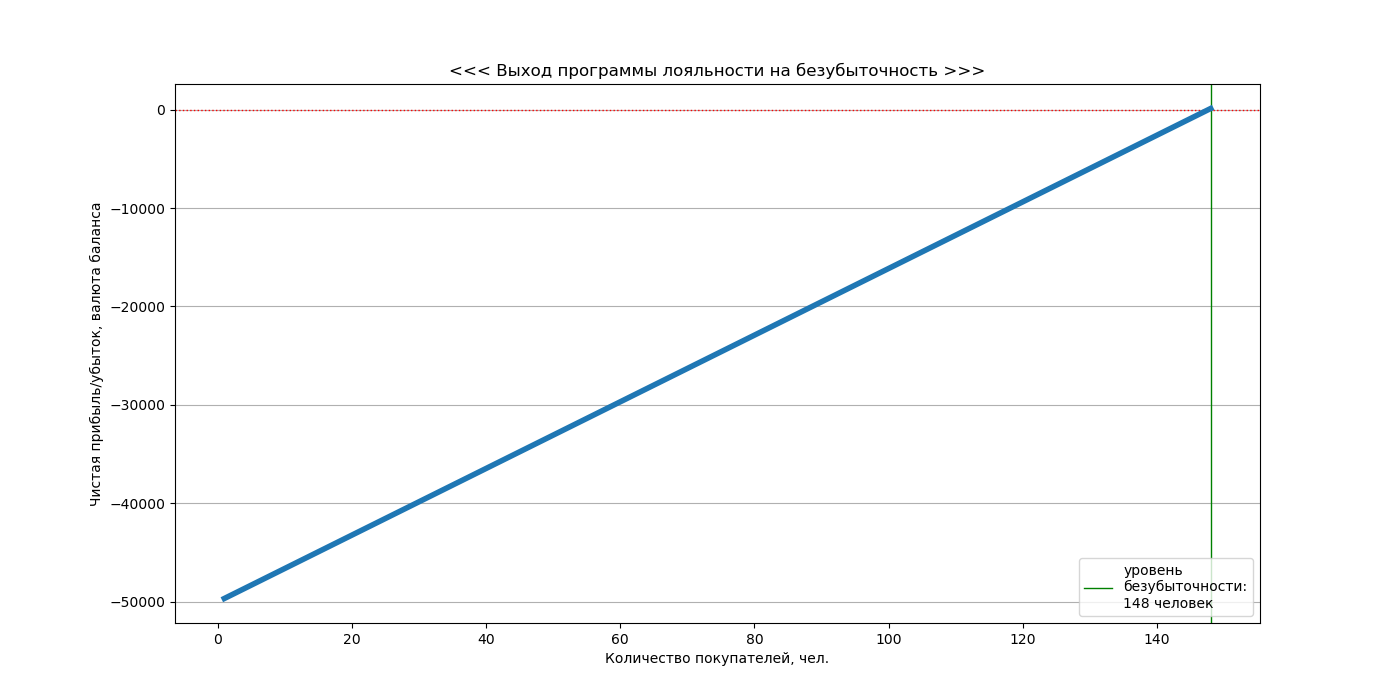 <<< Выход программы лояльности на безубыточность >>>
Чистая прибыль/убыток, валюта баланса
0
−10000
−20000
−30000
−40000
−50000
0 20 40 60 80 100 120 140
Количество покупателей, чел.
уровень
безубыточности:
148 человек